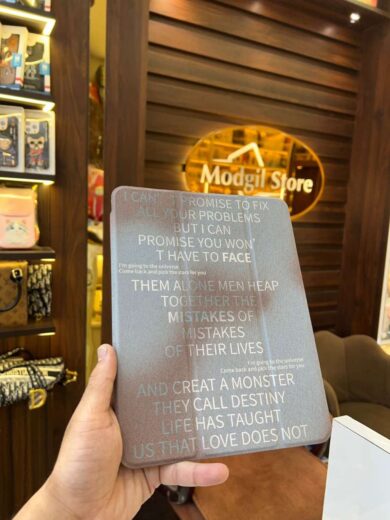 Modgil Store
I CAN'T PROMISE TO FIX
ALL YOUR PROBLEMS
BUT I CAN
PROMISE YOU WON'
T HAVE TO FACE
I'm going to the universe
Come back and pick the stars for you
THEM ALONE MEN HEAP
TOGETHER THE
MISTAKES OF
MISTAKES
OF THEIR LIVES
I'm going to the universe
Come back and pick the stars for you
AND CREAT A MONSTER
THEY CALL DESTINY
LIFE HAS TAUGHT
US THAT LOVE DOES NOT